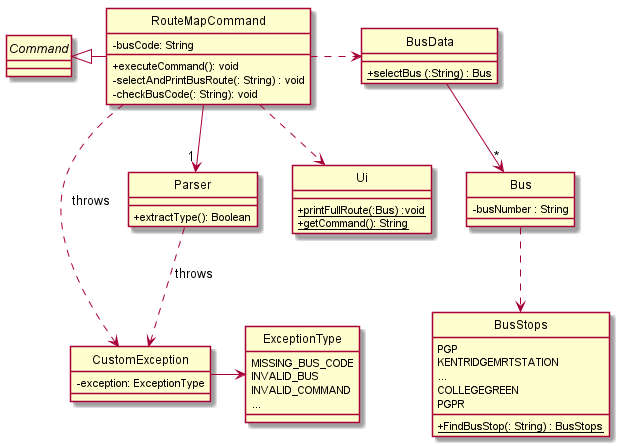 RouteMapCommand
-busCode: String
+executeCommand(): void
-selectAndPrintBusRoute(: String) : void
-checkBusCode(: String): void
Command
BusData
+selectBus (:String) : Bus
throws
1
*
Parser
+extractType(): Boolean
Ui
+printFullRoute(:Bus) :void
+getCommand(): String
Bus
-busNumber : String
throws
CustomException
-exception: ExceptionType
ExceptionType
MISSING_BUS_CODE
INVALID_BUS
INVALID_COMMAND
...
BusStops
PGP
KENTRIDGEMRTSTATION
...
COLLEGEGREEN
PGPR
+FindBusStop(: String) : BusStops